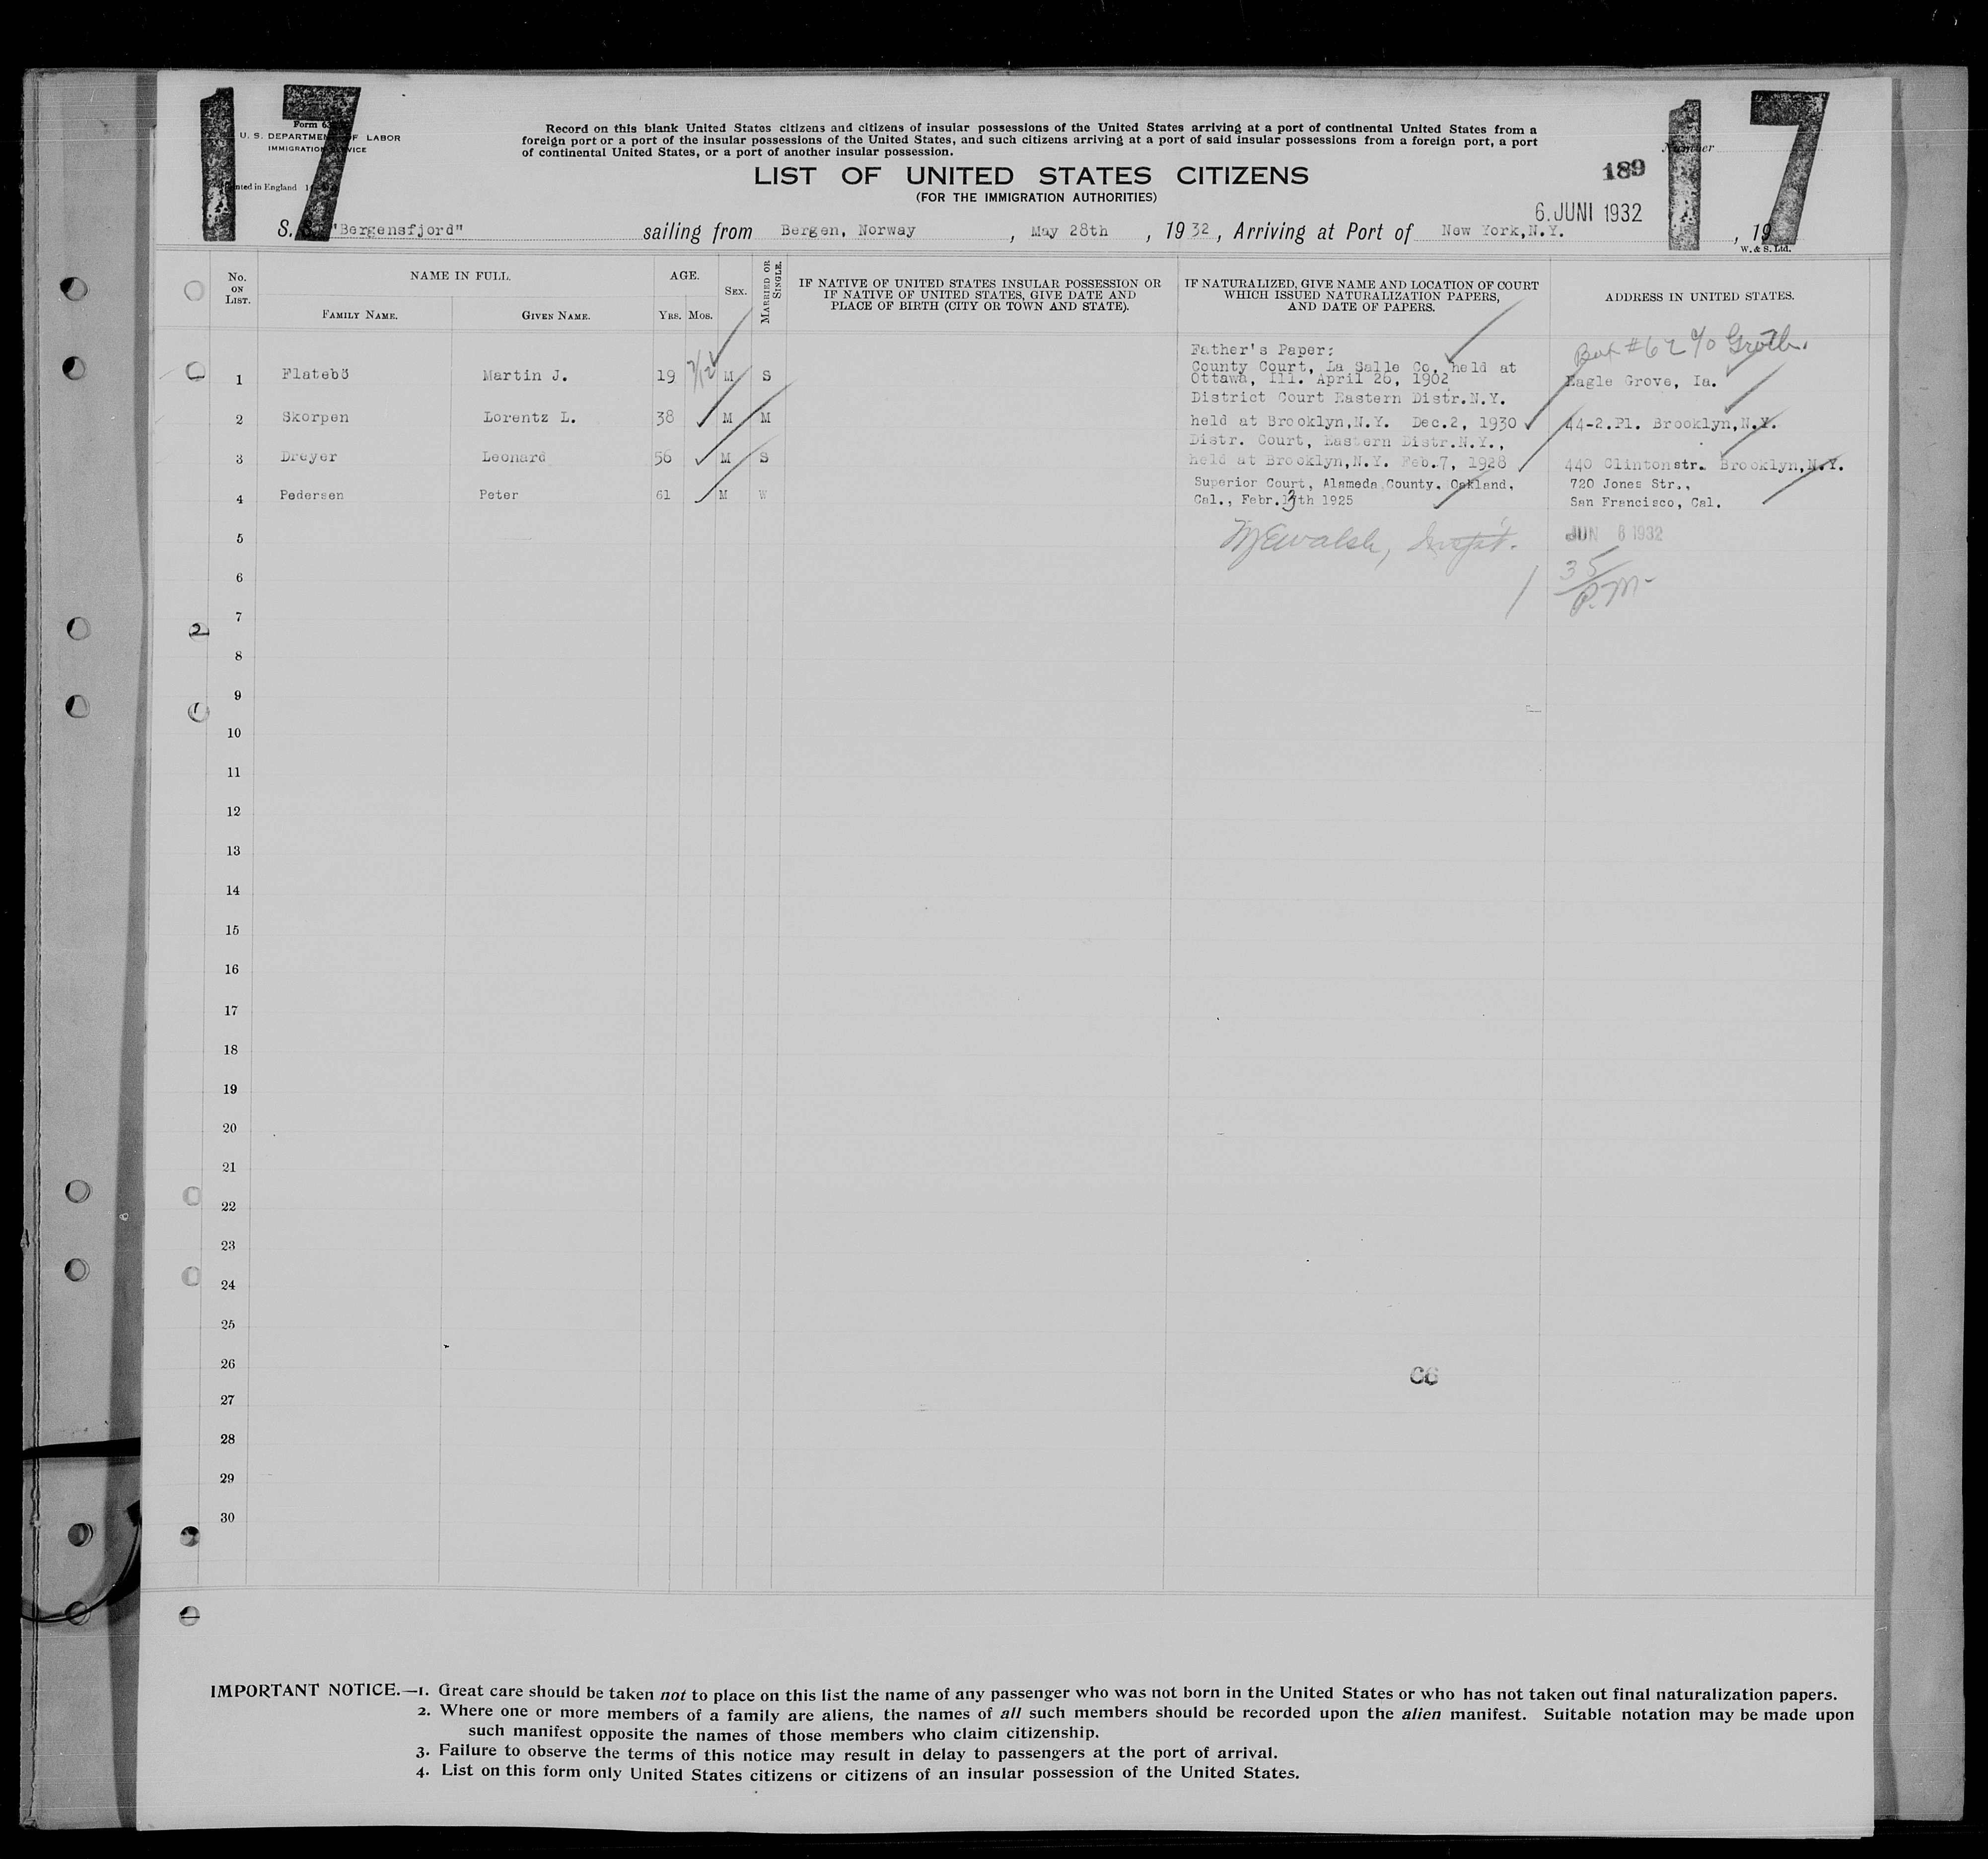 17
17
U. S. DEPARTMENT OF LABOR
Record on this blank United States citizens and citizens of insular possessions of the United States arriving at a port of continental United States from a
foreign port or a port of the insular possessions of the United States, and such citizens arriving at a port of said insular possessions from a foreign port, a port
of continental United States, or a port of another insular possession.
Number
LIST OF UNITED STATES CITIZENS
(FOR THE IMMIGRATION AUTHORITIES)
189
6. JUNI 1932
S. "Bergensfjord" sailing from Bergen, Norway , May 28th , 19 32 , Arriving at Port of New York, N.Y. , 19
W. & S. Ltd.
No. ON LIST.
NAME IN FULL.
FAMILY NAME.
GIVEN NAME.
AGE.
YRS. MOS.
SEX.
MARRIED OR SINGLE.
IF NATIVE OF UNITED STATES INSULAR POSSESSION OR
IF NATIVE OF UNITED STATES, GIVE DATE AND
PLACE OF BIRTH (CITY OR TOWN AND STATE).
IF NATURALIZED, GIVE NAME AND LOCATION OF COURT
WHICH ISSUED NATURALIZATION PAPERS,
AND DATE OF PAPERS.
ADDRESS IN UNITED STATES.
Father's Paper:
Box #62 c/o Groth.
County Court, La Salle Co. held at
1 Flatebö Martin J. 19 7/12 M S Ottawa, Ill. April 26, 1902 Eagle Grove, Ia.
District Court Eastern Distr.N.Y.
2 Skorpen Lorentz L. 38 M M held at Brooklyn,N.Y. Dec.2, 1930 44-2.Pl. Brooklyn,N.Y.
Distr. Court, Eastern Distr.N.Y.,
3 Dreyer Leonard 56 M S held at Brooklyn,N.Y. Feb.7, 1928 440 Clintonstr. Brooklyn,N.Y.
4 Pedersen Peter 61 M W Superior Court, Alameda County. Oakland, 720 Jones Str.,
Cal., Febr.13th 1925 San Francisco, Cal.
5 JUN 8 1932
6
1 35/P.M-
7
2
8
9
1
10
11
12
13
14
15
16
17
18
19
20
21
22
23
24
25
26
27
28
29
30
IMPORTANT NOTICE.—1. Great care should be taken not to place on this list the name of any passenger who was not born in the United States or who has not taken out final naturalization papers.
2. Where one or more members of a family are aliens, the names of all such members should be recorded upon the alien manifest. Suitable notation may be made upon
such manifest opposite the names of those members who claim citizenship.
3. Failure to observe the terms of this notice may result in delay to passengers at the port of arrival.
4. List on this form only United States citizens or citizens of an insular possession of the United States.